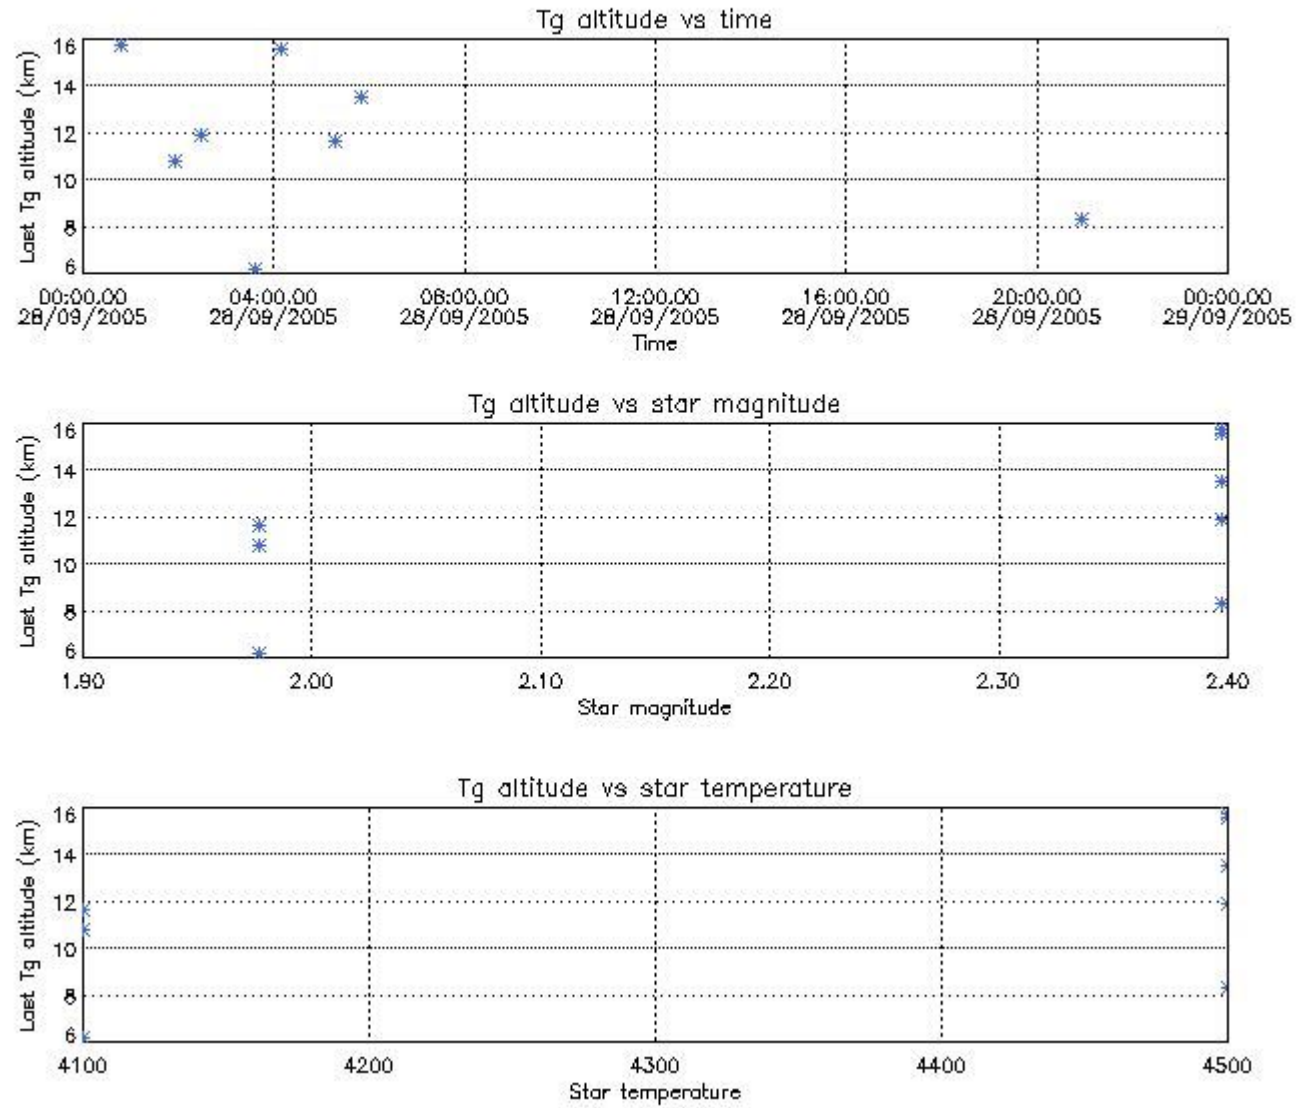 Tg altitude vs time
Last Tg altitude (km)
16
14
12
10
8
6
00:00.00 04:00.00 08:00.00 12:00.00 16:00.00 20:00.00 00:00.00
28/09/2005 28/09/2005 28/09/2005 28/09/2005 28/09/2005 28/09/2005 29/09/2005
Time
Tg altitude vs star magnitude
Last Tg altitude (km)
16
14
12
10
8
6
1.90 2.00 2.10 2.20 2.30 2.40
Star magnitude
Tg altitude vs star temperature
Last Tg altitude (km)
16
14
12
10
8
6
4100 4200 4300 4400 4500
Star temperature